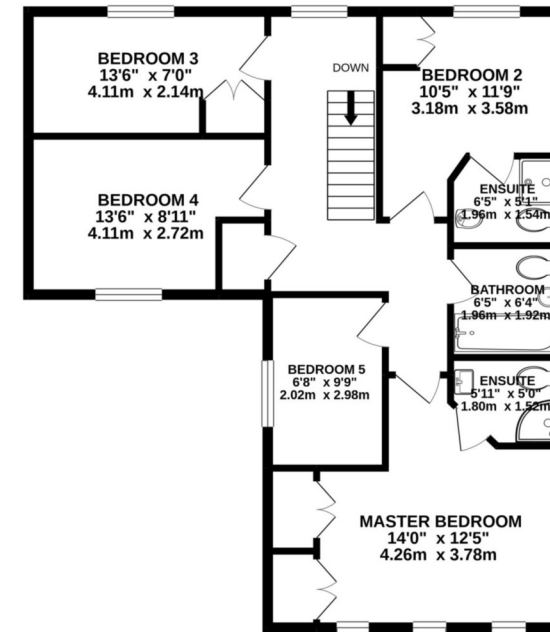 BEDROOM 3
13'6" x 7'0"
4.11m x 2.14m
DOWN
BEDROOM 2
10'5" x 11'9"
3.18m x 3.58m
BEDROOM 4
13'6" x 8'11"
4.11m x 2.72m
ENSUITE
6'5" x 5'1"
1.96m x 1.54m
BATHROOM
6'5" x 6'4"
1.96m x 1.92m
BEDROOM 5
6'8" x 9'9"
2.02m x 2.98m
ENSUITE
5'11" x 5'0"
1.80m x 1.52m
MASTER BEDROOM
14'0" x 12'5"
4.26m x 3.78m